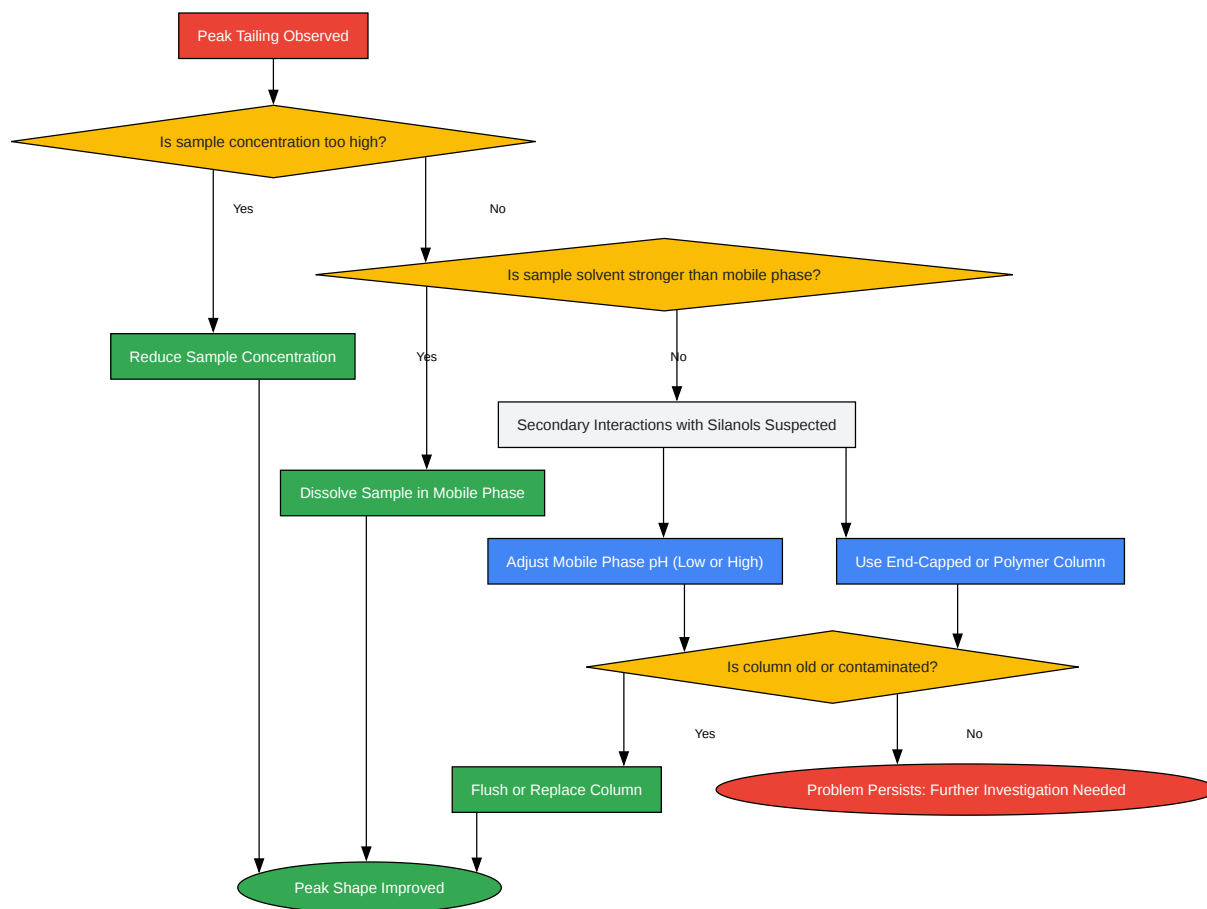 Peak Tailing Observed
Is sample concentration too high?
Yes
No
Is sample solvent stronger than mobile phase?
Reduce Sample Concentration
Yes
No
Secondary Interactions with Silanols Suspected
Dissolve Sample in Mobile Phase
Adjust Mobile Phase pH (Low or High)
Use End-Capped or Polymer Column
Is column old or contaminated?
Yes
No
Flush or Replace Column
Problem Persists: Further Investigation Needed
Peak Shape Improved